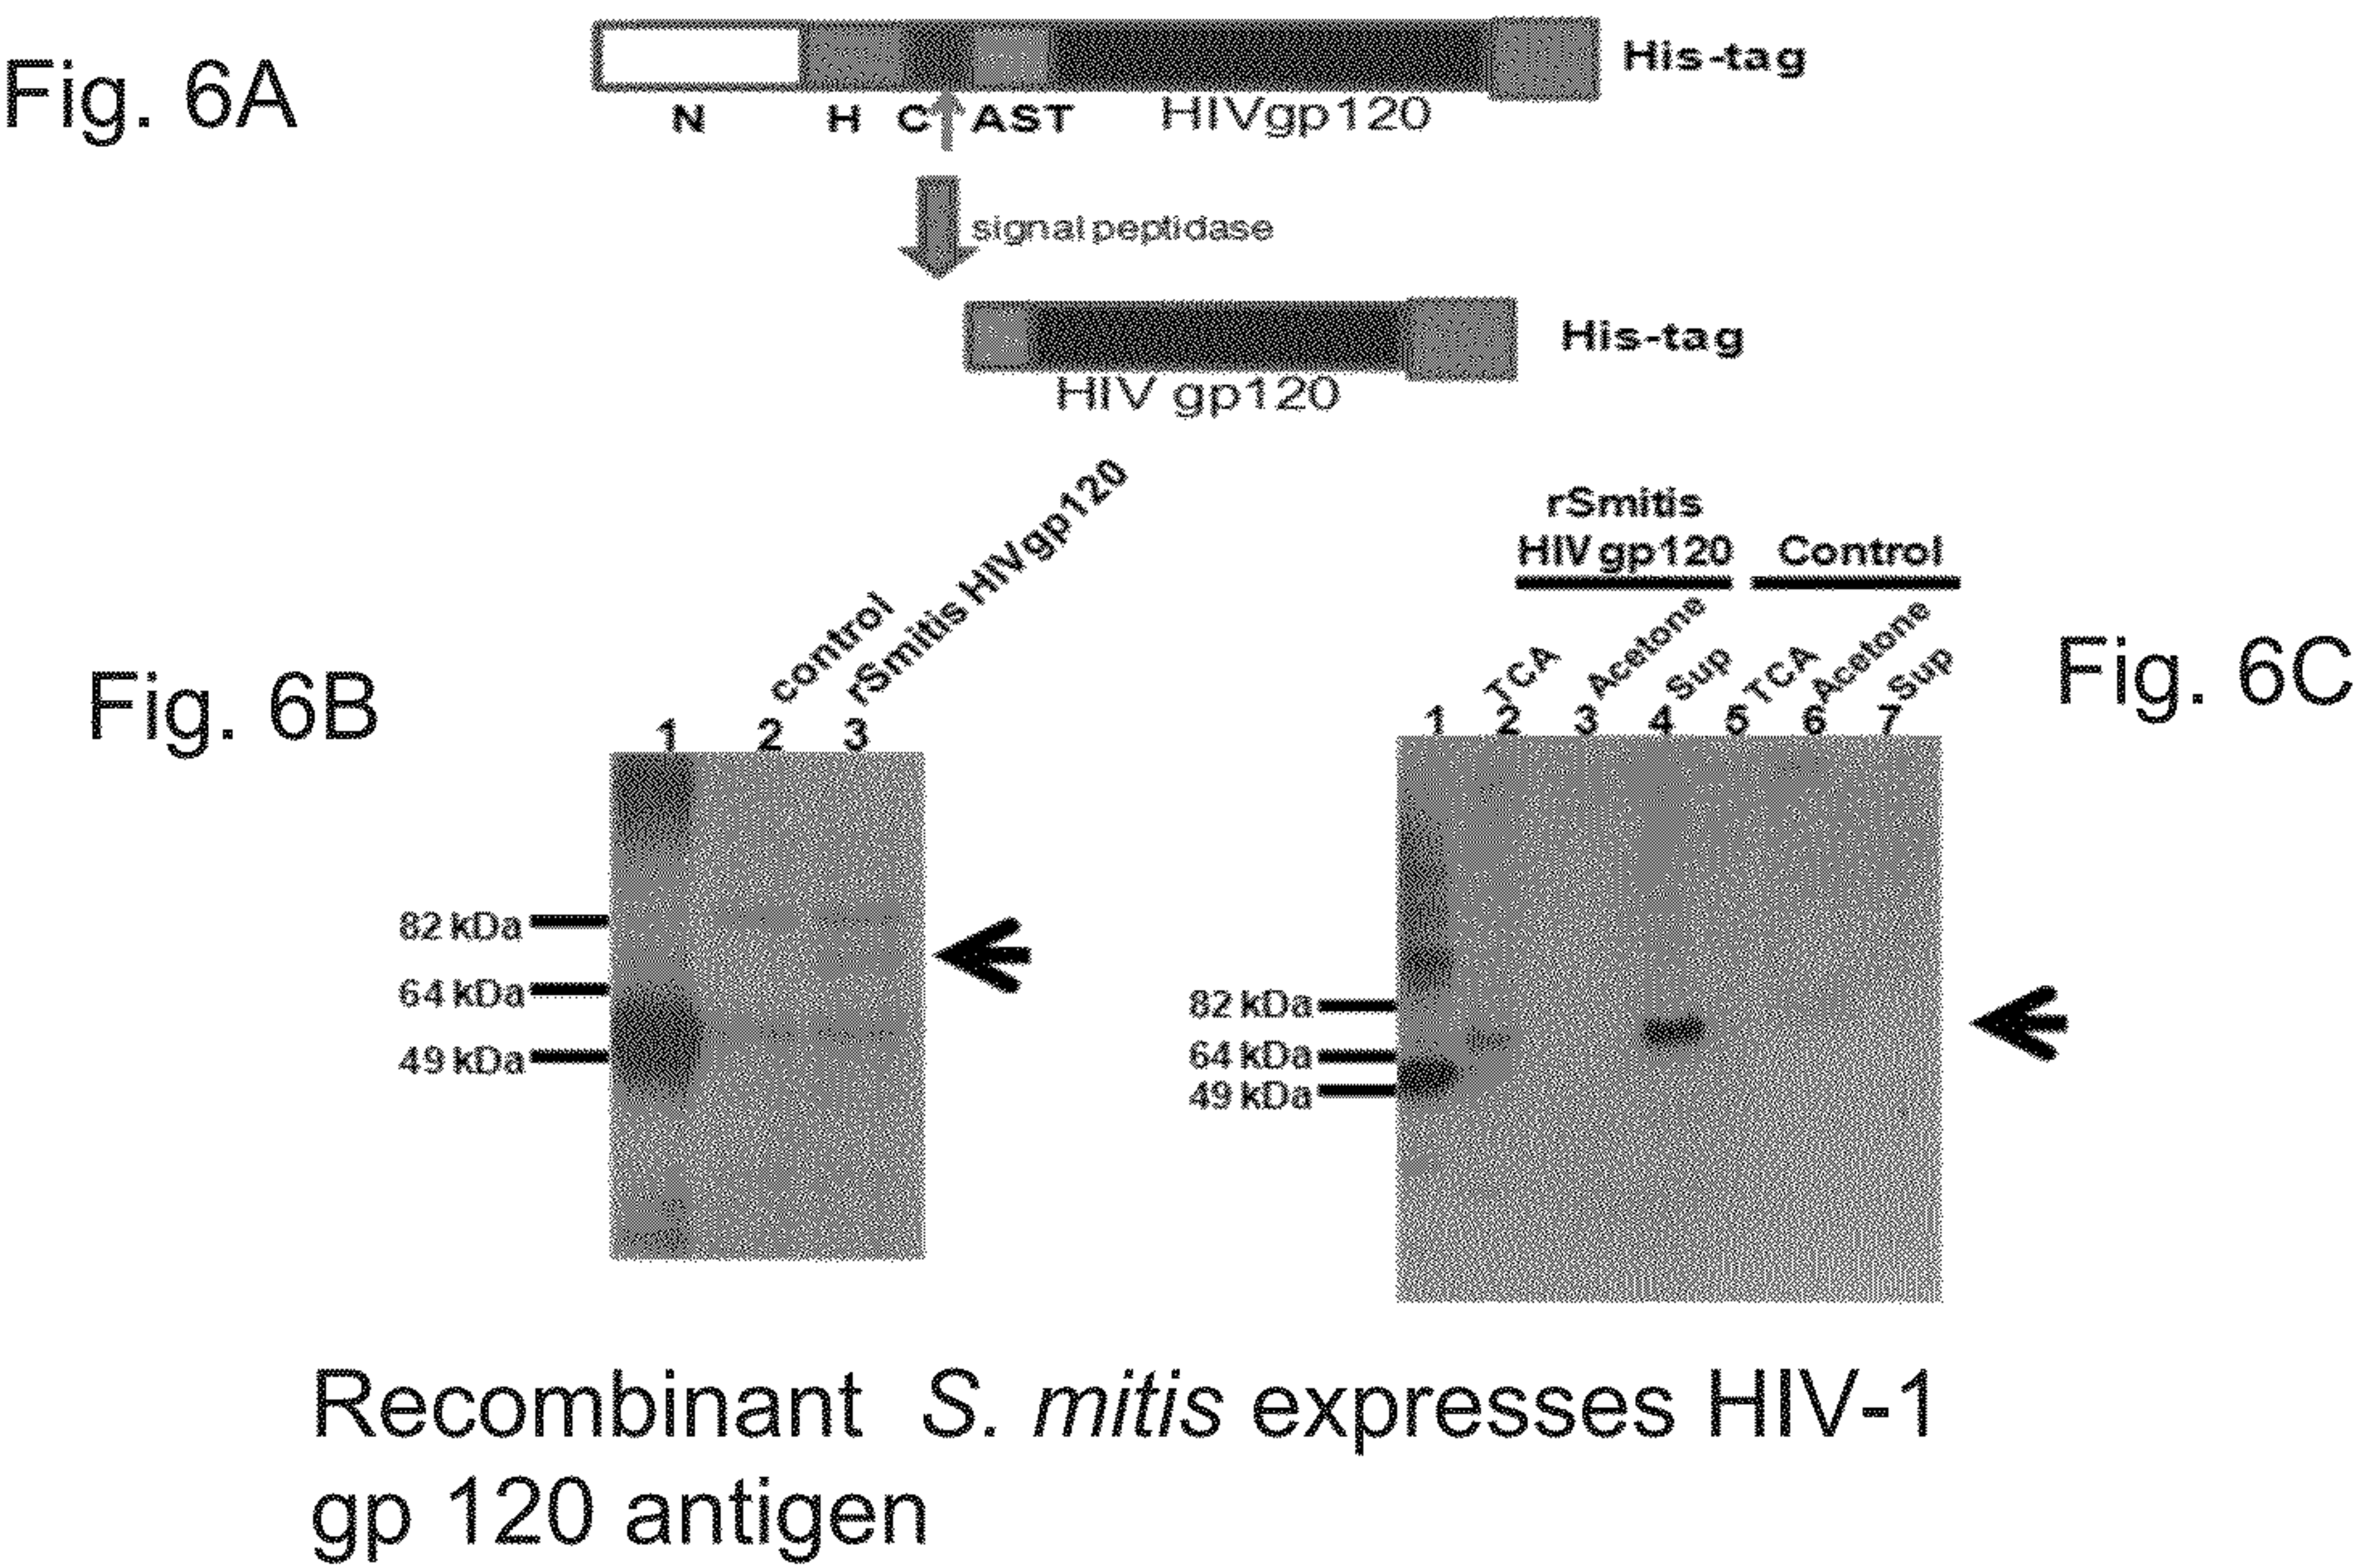 Fig. 6A
His-tag
N H C AST HIVgp120
signal peptidase
His-tag
HIV gp120
Fig. 6B
control
rSmitis HIVgp120
1 2 3
82 kDa
64 kDa
49 kDa
Fig. 6C
rSmitis
HIV gp120 Control
TCA Acetone Sup TCA Acetone Sup
1 2 3 4 5 6 7
82 kDa
64 kDa
49 kDa
Recombinant S. mitis expresses HIV-1
gp 120 antigen